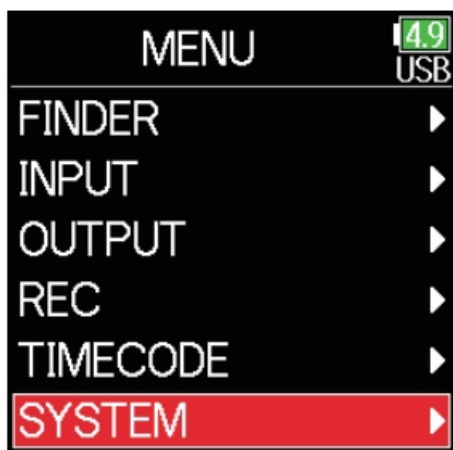 MENU
4.9
USB
FINDER
INPUT
OUTPUT
REC
TIMECODE
SYSTEM